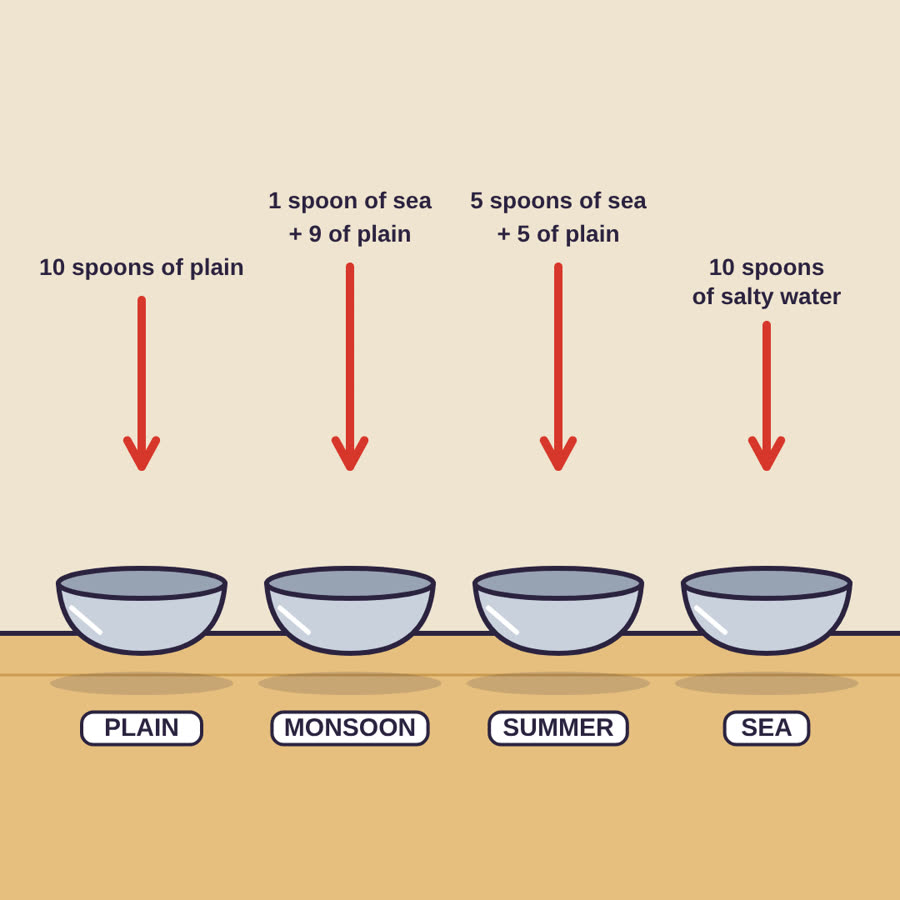 10 spoons of plain
1 spoon of sea
+ 9 of plain
5 spoons of sea
+ 5 of plain
10 spoons
of salty water
PLAIN
MONSOON
SUMMER
SEA